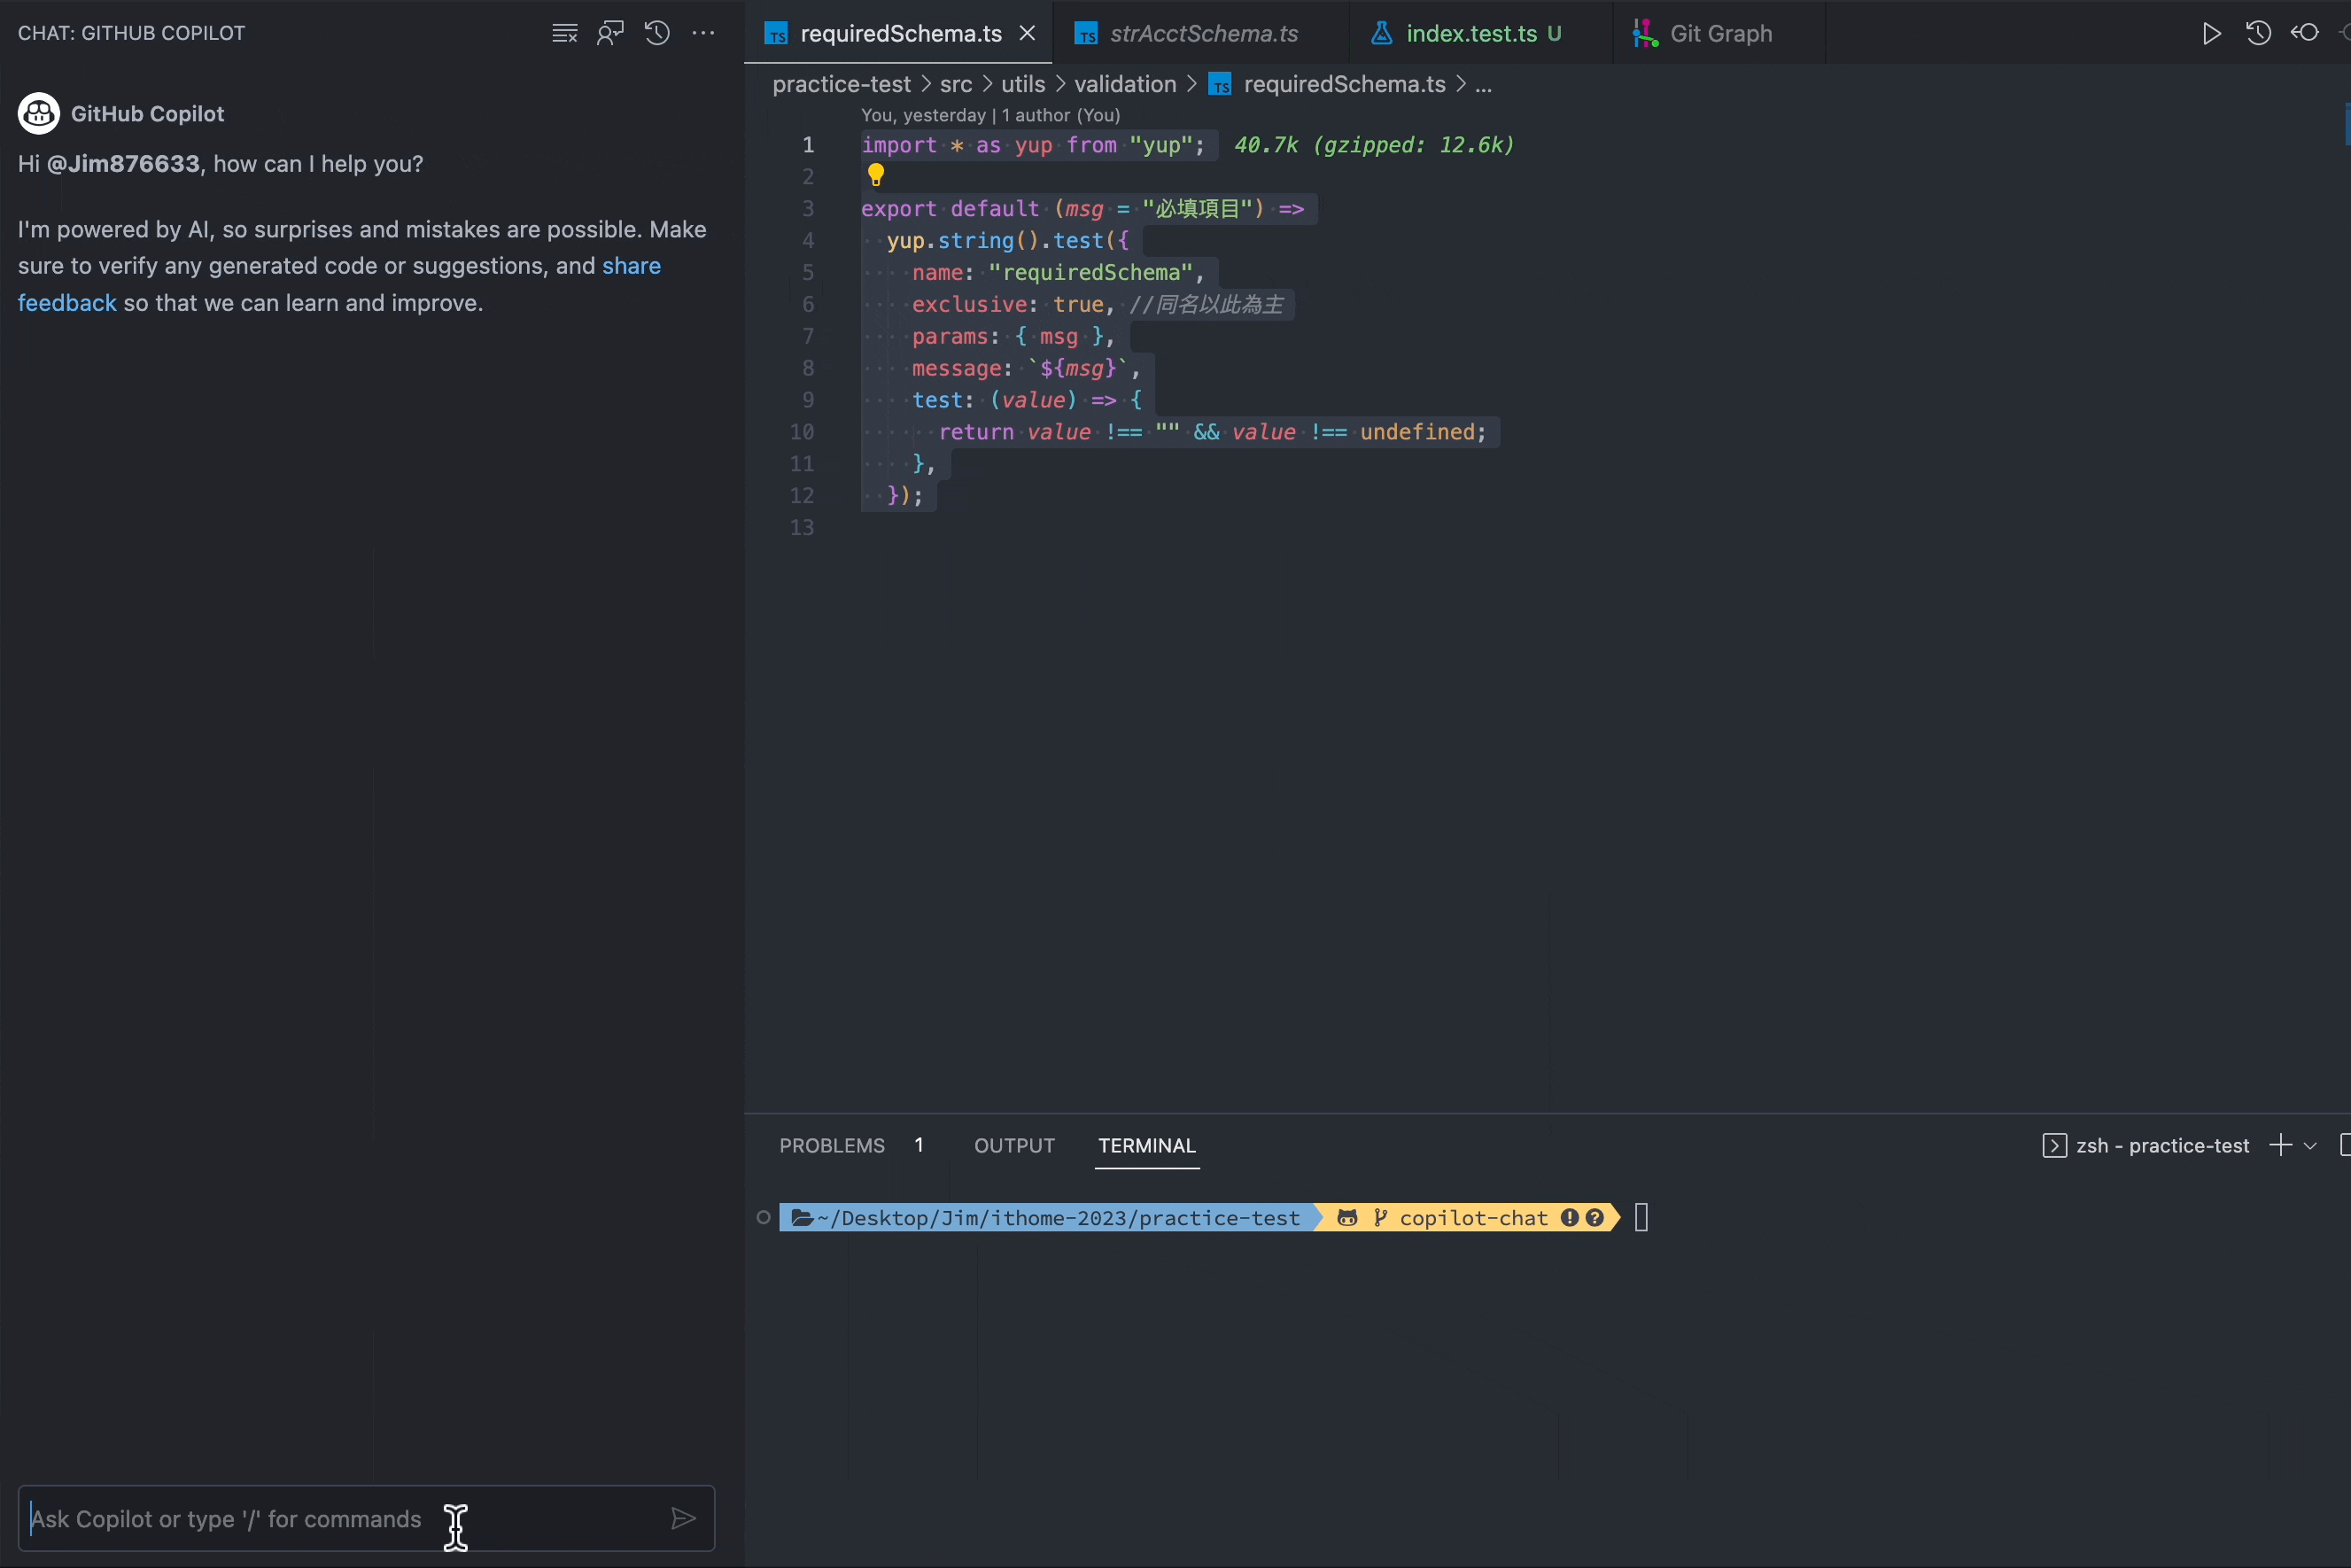 CHAT: GITHUB COPILOT
GitHub Copilot
Hi @Jim876633, how can I help you?
I'm powered by AI, so surprises and mistakes are possible. Make
sure to verify any generated code or suggestions, and share
feedback so that we can learn and improve.
Ask Copilot or type '/' for commands
TS requiredSchema.ts
TS strAcctSchema.ts
index.test.ts U
Git Graph
practice-test > src > utils > validation > TS requiredSchema.ts > ...
You, yesterday | 1 author (You)
1 import * as yup from "yup"; 40.7k (gzipped: 12.6k)
2
3 export default (msg = "必填項目") =>
4 yup.string().test({
5 name: "requiredSchema",
6 exclusive: true, //同名以此為主
7 params: { msg },
8 message: `${msg}`,
9 test: (value) => {
10 return value !== "" && value !== undefined;
11 },
12 });
13
PROBLEMS 1 OUTPUT TERMINAL
zsh - practice-test
~/Desktop/Jim/ithome-2023/practice-test copilot-chat